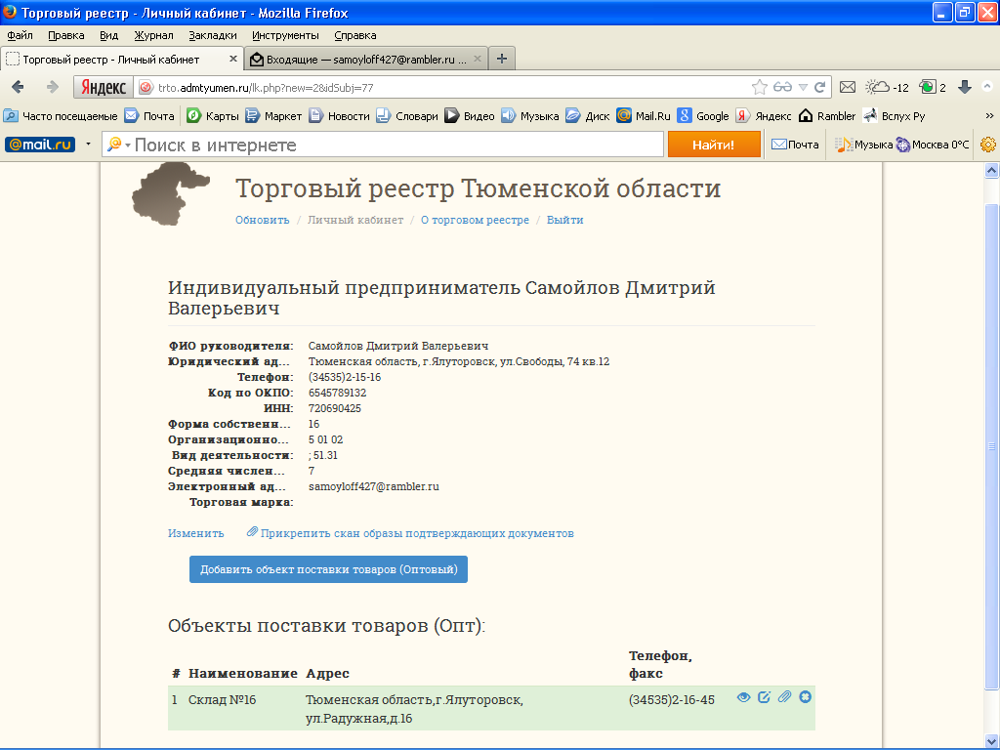 Торговый реестр - Личный кабинет - Mozilla Firefox
Файл Правка Вид Журнал Закладки Инструменты Справка
Торговый реестр - Личный кабинет × Входящие — samoyloff427@rambler.ru ... × +
Яндекс trto.admtyumen.ru/lk.php?new=2&idSubj=77 -12 2
Часто посещаемые Почта Карты Маркет Новости Словари Видео Музыка Диск Mail.Ru Google Яндекс Rambler Вслух Ру »
@mail.ru Поиск в интернете Найти! Почта Музыка Москва 0°C
Торговый реестр Тюменской области
Обновить / Личный кабинет / О торговом реестре / Выйти
Индивидуальный предприниматель Самойлов Дмитрий
Валерьевич
ФИО руководителя: Самойлов Дмитрий Валерьевич
Юридический ад... Тюменская область, г.Ялуторовск, ул.Свободы, 74 кв.12
Телефон: (34535)2-15-16
Код по ОКПО: 6545789132
ИНН: 720690425
Форма собственн... 16
Организационно... 5 01 02
Вид деятельности: ; 51.31
Средняя числен... 7
Электронный ад... samoyloff427@rambler.ru
Торговая марка:
Изменить Прикрепить скан образы подтверждающих документов
Добавить объект поставки товаров (Оптовый)
Объекты поставки товаров (Опт):
Телефон,
# Наименование Адрес факс
1 Склад №16 Тюменская область,г.Ялуторовск, (34535)2-16-45
ул.Радужная,д.16